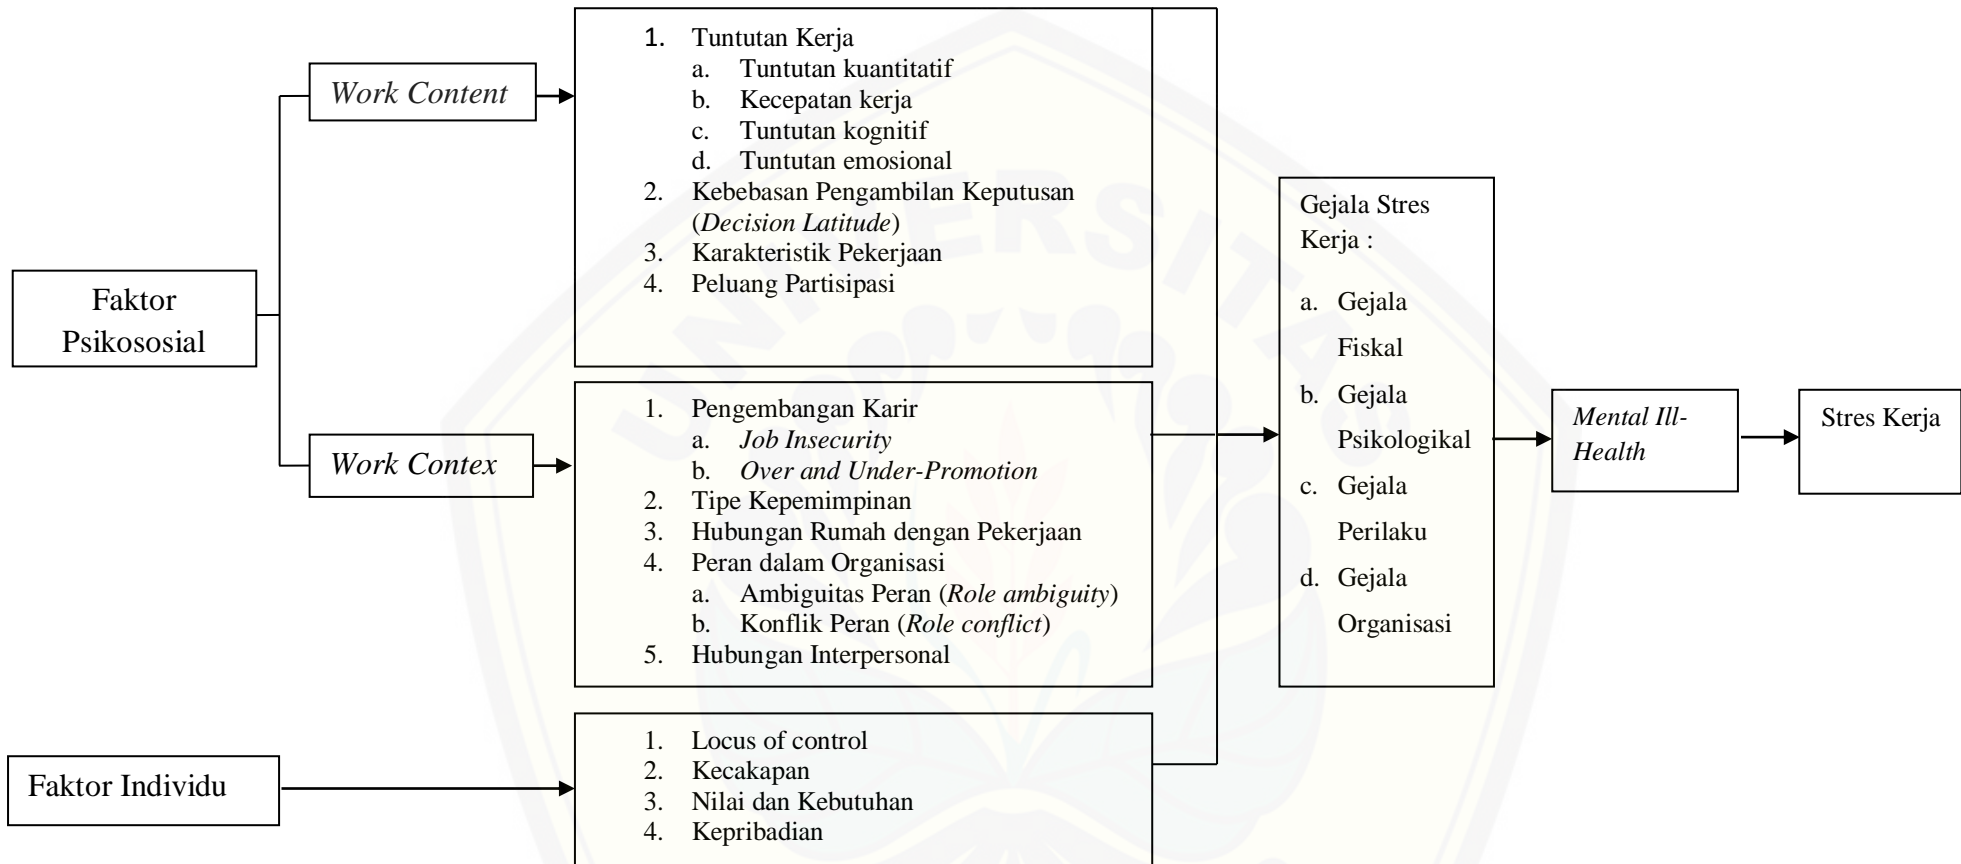 Work Content
1. Tuntutan Kerja
a. Tuntutan kuantitatif
b. Kecepatan kerja
c. Tuntutan kognitif
d. Tuntutan emosional
2. Kebebasan Pengambilan Keputusan
(Decision Latitude)
3. Karakteristik Pekerjaan
4. Peluang Partisipasi
Faktor
Psikososial
Work Contex
1. Pengembangan Karir
a. Job Insecurity
b. Over and Under-Promotion
2. Tipe Kepemimpinan
3. Hubungan Rumah dengan Pekerjaan
4. Peran dalam Organisasi
a. Ambiguitas Peran (Role ambiguity)
b. Konflik Peran (Role conflict)
5. Hubungan Interpersonal
Faktor Individu
1. Locus of control
2. Kecakapan
3. Nilai dan Kebutuhan
4. Kepribadian
Gejala Stres
Kerja :
a. Gejala
Fiskal
b. Gejala
Psikologikal
c. Gejala
Perilaku
d. Gejala
Organisasi
Mental Ill-
Health
Stres Kerja
UNIVERSITAS